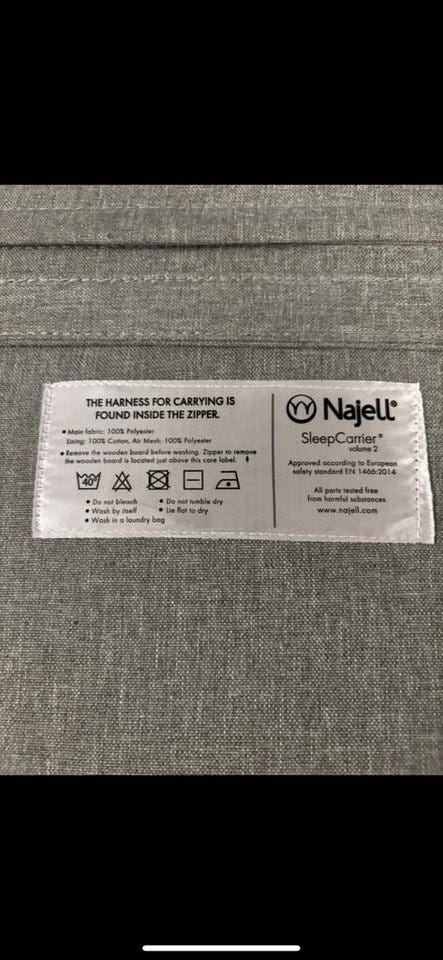 THE HARNESS FOR CARRYING IS
FOUND INSIDE THE ZIPPER.
• Main fabric: 100% Polyester
Lining: 100% Cotton, Air Mesh: 100% Polyester
• Remove the wooden board before washing. Zipper to remove
the wooden board is located just above this care label.
40°
• Do not bleach
• Wash by itself
• Wash in a laundry bag
• Do not tumble dry
• Lie flat to dry
Najell®
SleepCarrier®
volume 2
Approved according to European
safety standard EN 1466:2014
All parts tested free
from harmful substances
www.najell.com